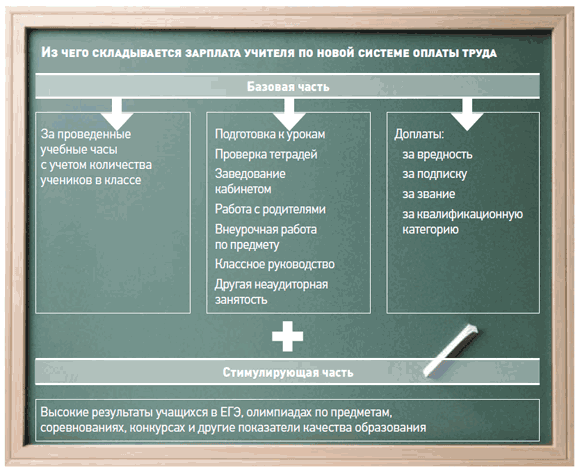 Из чего складывается зарплата учителя по новой системе оплаты труда
Базовая часть
За проведенные
учебные часы
с учетом количества
учеников в классе
Подготовка к урокам
Проверка тетрадей
Заведование
кабинетом
Работа с родителями
Внеурочная работа
по предмету
Классное руководство
Другая неаудиторная
занятость
Доплаты:
за вредность
за подписку
за звание
за квалификационную
категорию
Стимулирующая часть
Высокие результаты учащихся в ЕГЭ, олимпиадах по предметам,
соревнованиях, конкурсах и другие показатели качества образования